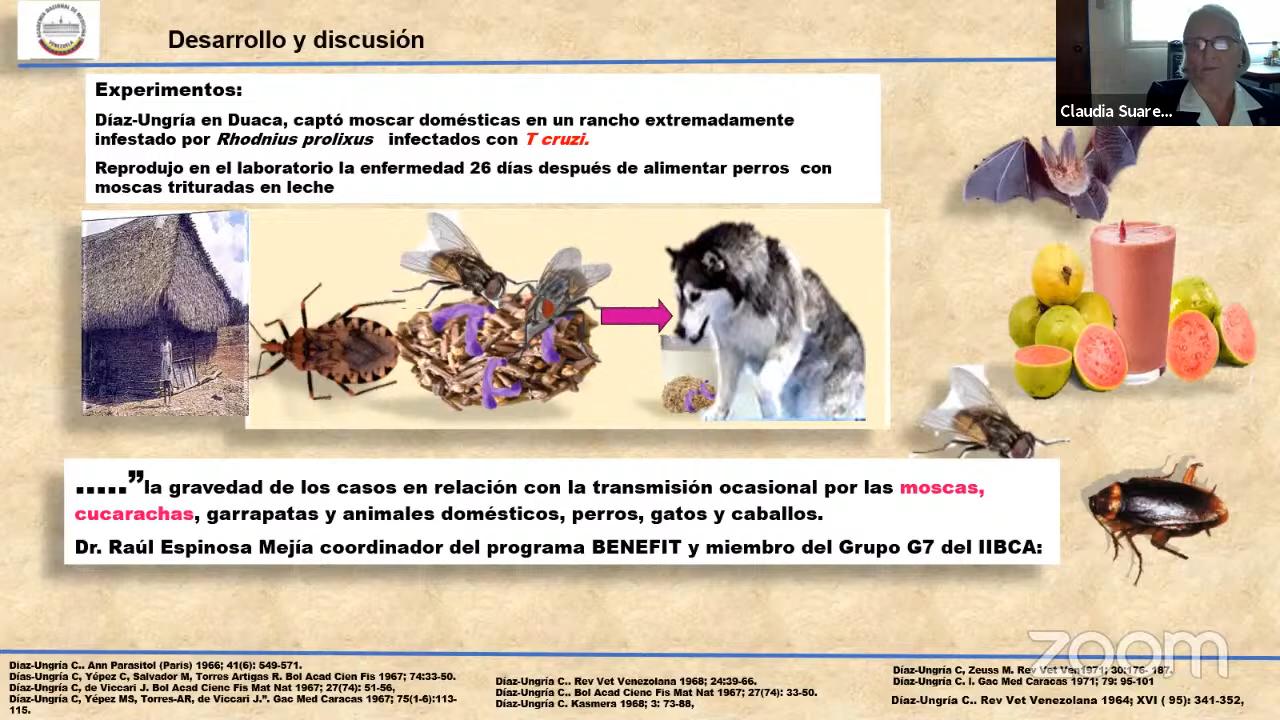 ACADEMIA NACIONAL DE MEDICINA
VENEZUELA
Desarrollo y discusión
Claudia Suare...
Experimentos:
Díaz-Ungría en Duaca, captó moscar domésticas en un rancho extremadamente
infestado por Rhodnius prolixus infectados con T cruzi.
Reprodujo en el laboratorio la enfermedad 26 días después de alimentar perros con
moscas trituradas en leche
.....”la gravedad de los casos en relación con la transmisión ocasional por las moscas,
cucarachas, garrapatas y animales domésticos, perros, gatos y caballos.
Dr. Raúl Espinosa Mejía coordinador del programa BENEFIT y miembro del Grupo G7 del IIBCA:
zoom
Díaz-Ungría C.. Ann Parasitol (París) 1966; 41(6): 549-571.
Días-Ungría C, Yépez C, Salvador M, Torres Artigas R. Bol Acad Cien Fis 1967; 74:33-50.
Díaz-Ungría C, de Viccari J. Bol Acad Cienc Fis Mat Nat 1967; 27(74): 51-56,
Díaz-Ungría C, Yépez MS, Torres-AR, de Viccari J.”. Gac Med Caracas 1967; 75(1-6):113-
115.
Díaz-Ungría C.. Rev Vet Venezolana 1968; 24:39-66.
Díaz-Ungría C.. Bol Acad Cienc Fis Mat Nat 1967; 27(74): 33-50.
Díaz-Ungría C. Kasmera 1968; 3: 73-88,
Díaz-Ungría C, Zeuss M. Rev Vet Ven1971; 30:176- 187.
Díaz-Ungría C. I. Gac Med Caracas 1971; 79: 95-101
Díaz-Ungría C.. Rev Vet Venezolana 1964; XVI ( 95): 341-352,